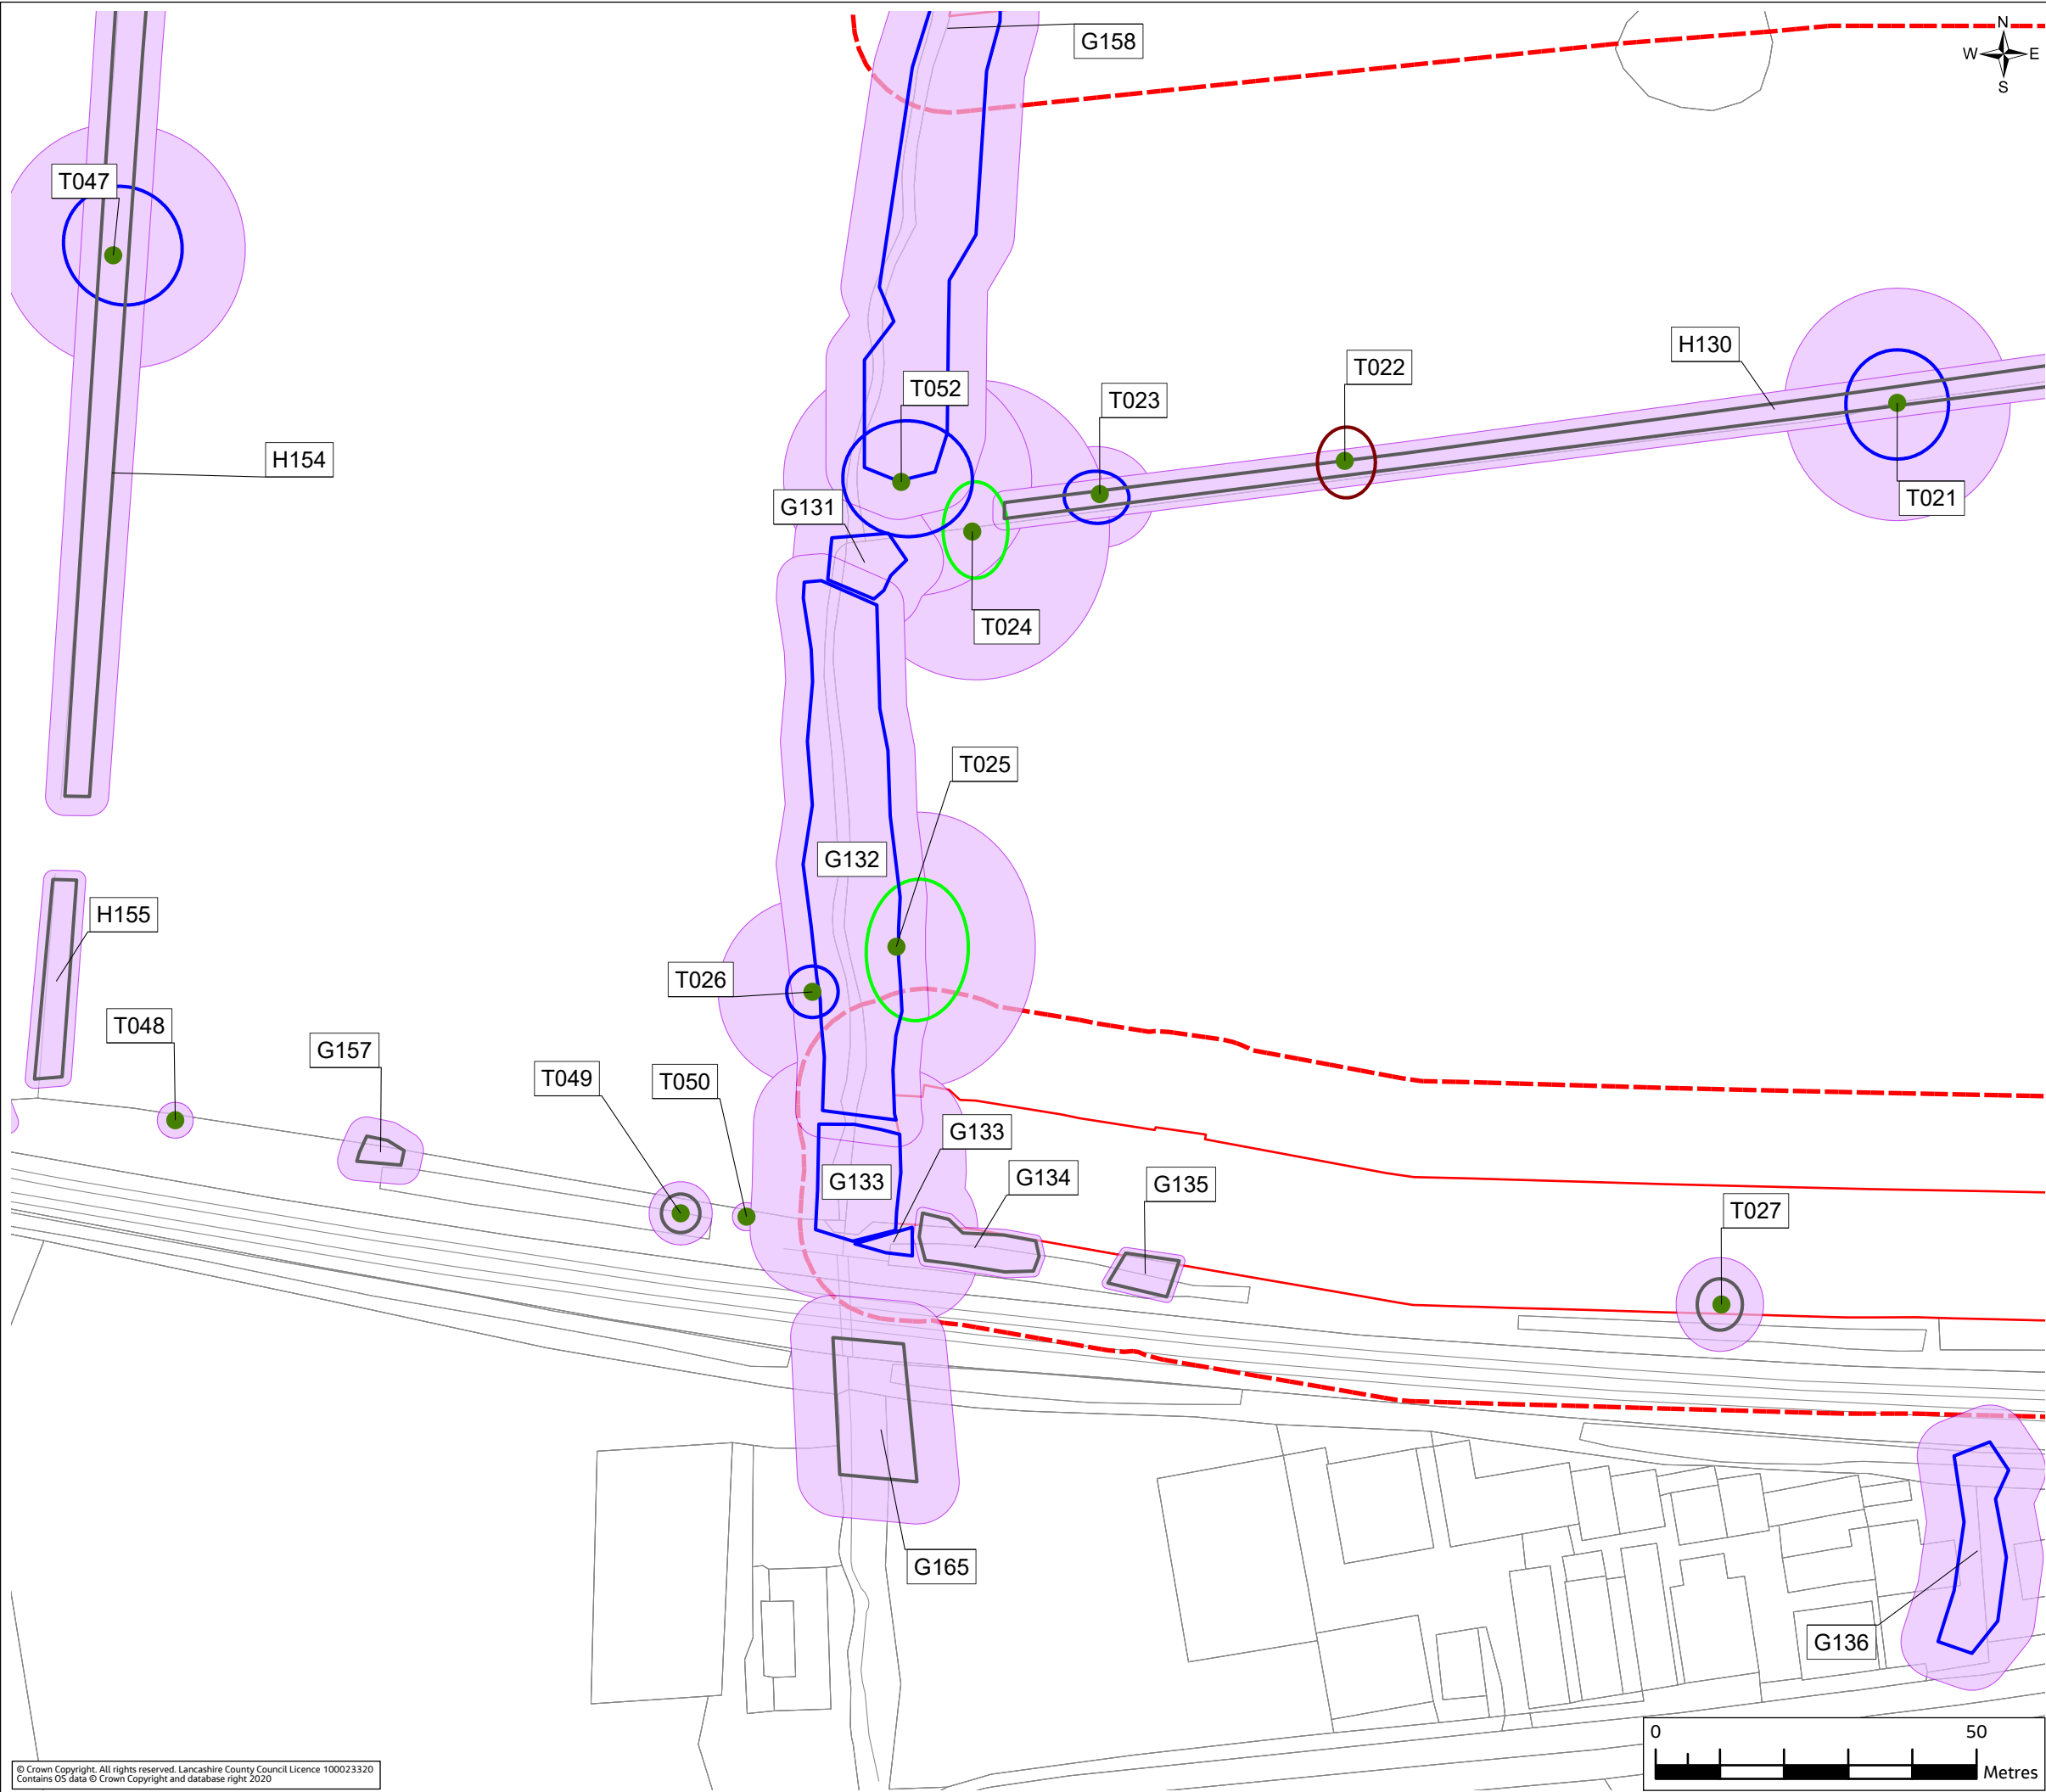 G158
N
W E
S
T047
H130
T022
T052
T023
H154
T021
G131
T024
T025
G132
H155
T026
T048
G157
T049
T050
G133
G133
G134
G135
T027
G165
G136
0 50
Metres
© Crown Copyright. All rights reserved. Lancashire County Council Licence 100023320
Contains OS data © Crown Copyright and database right 2020